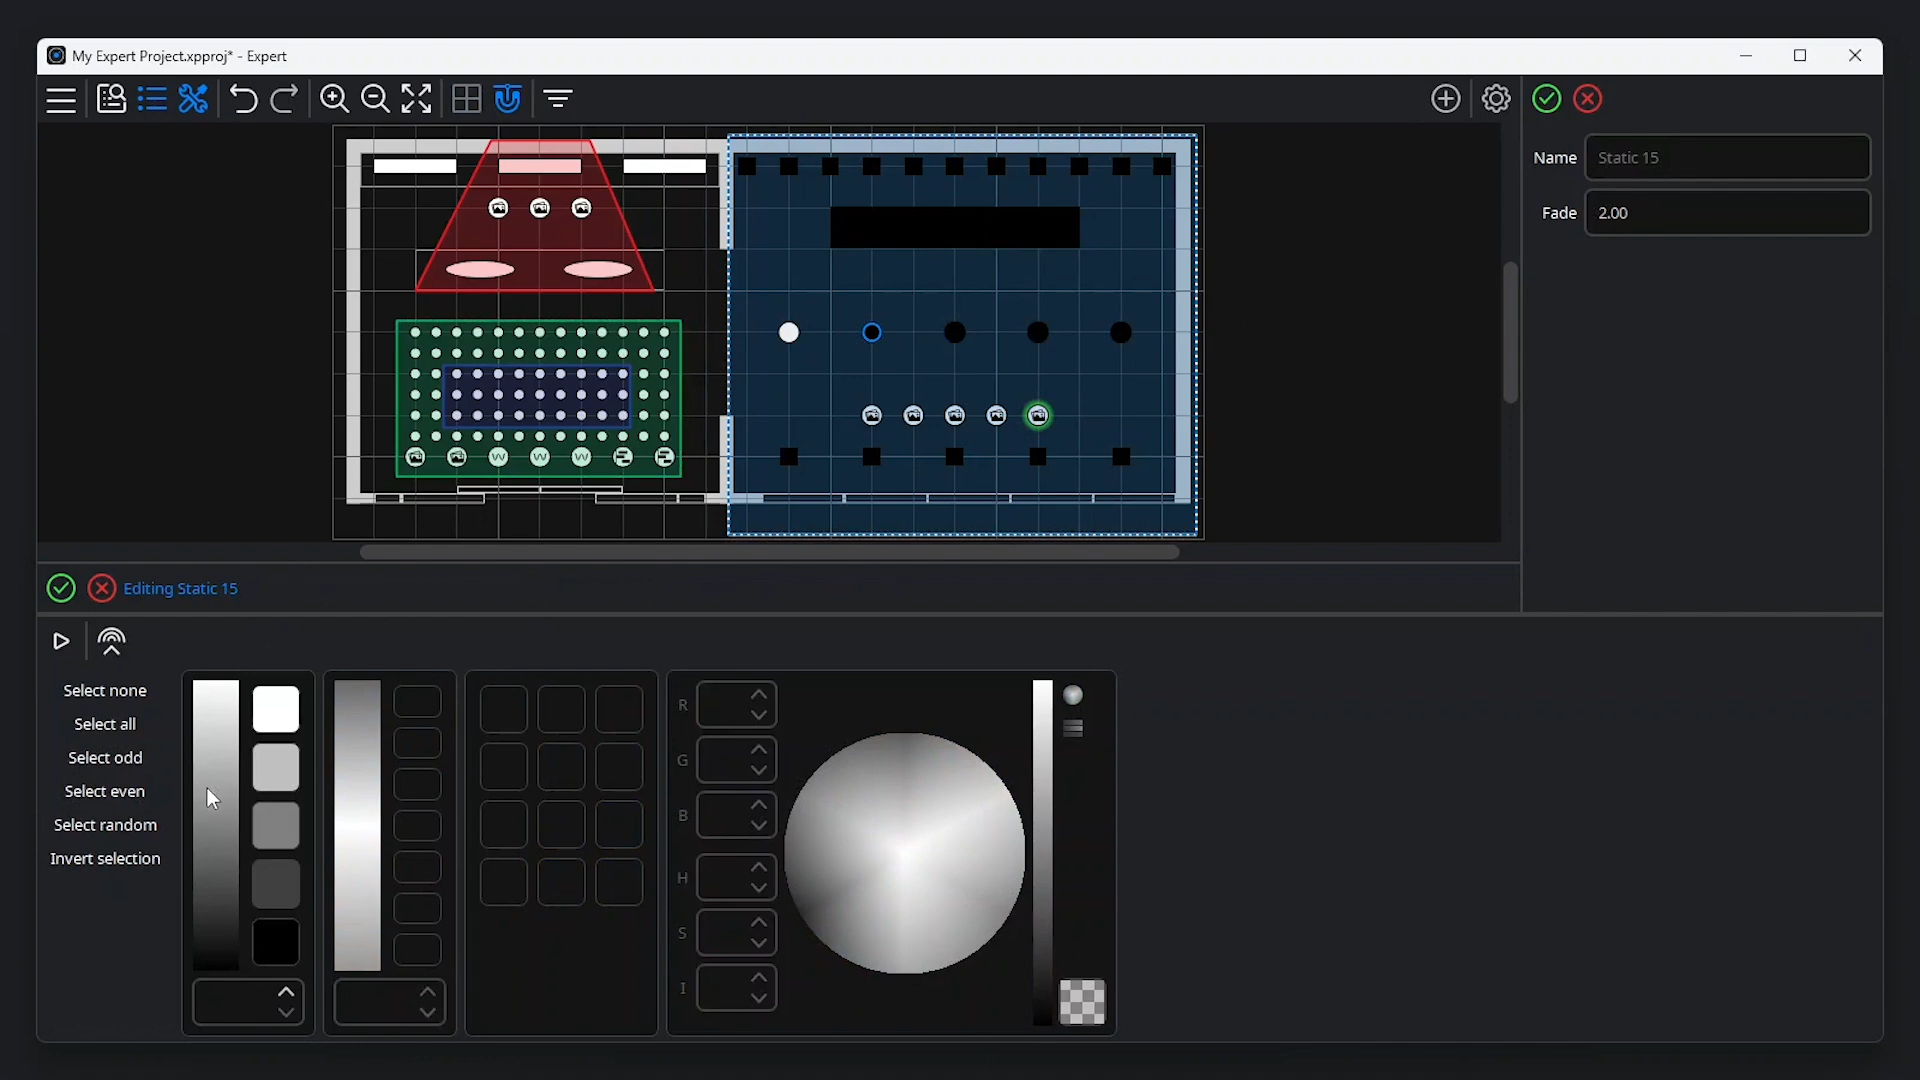 My Expert Project.xpproj* - Expert
Name
Static 15
Fade
2.00
Editing Static 15
Select none
Select all
Select odd
Select even
Select random
Invert selection
R
G
B
H
S
I